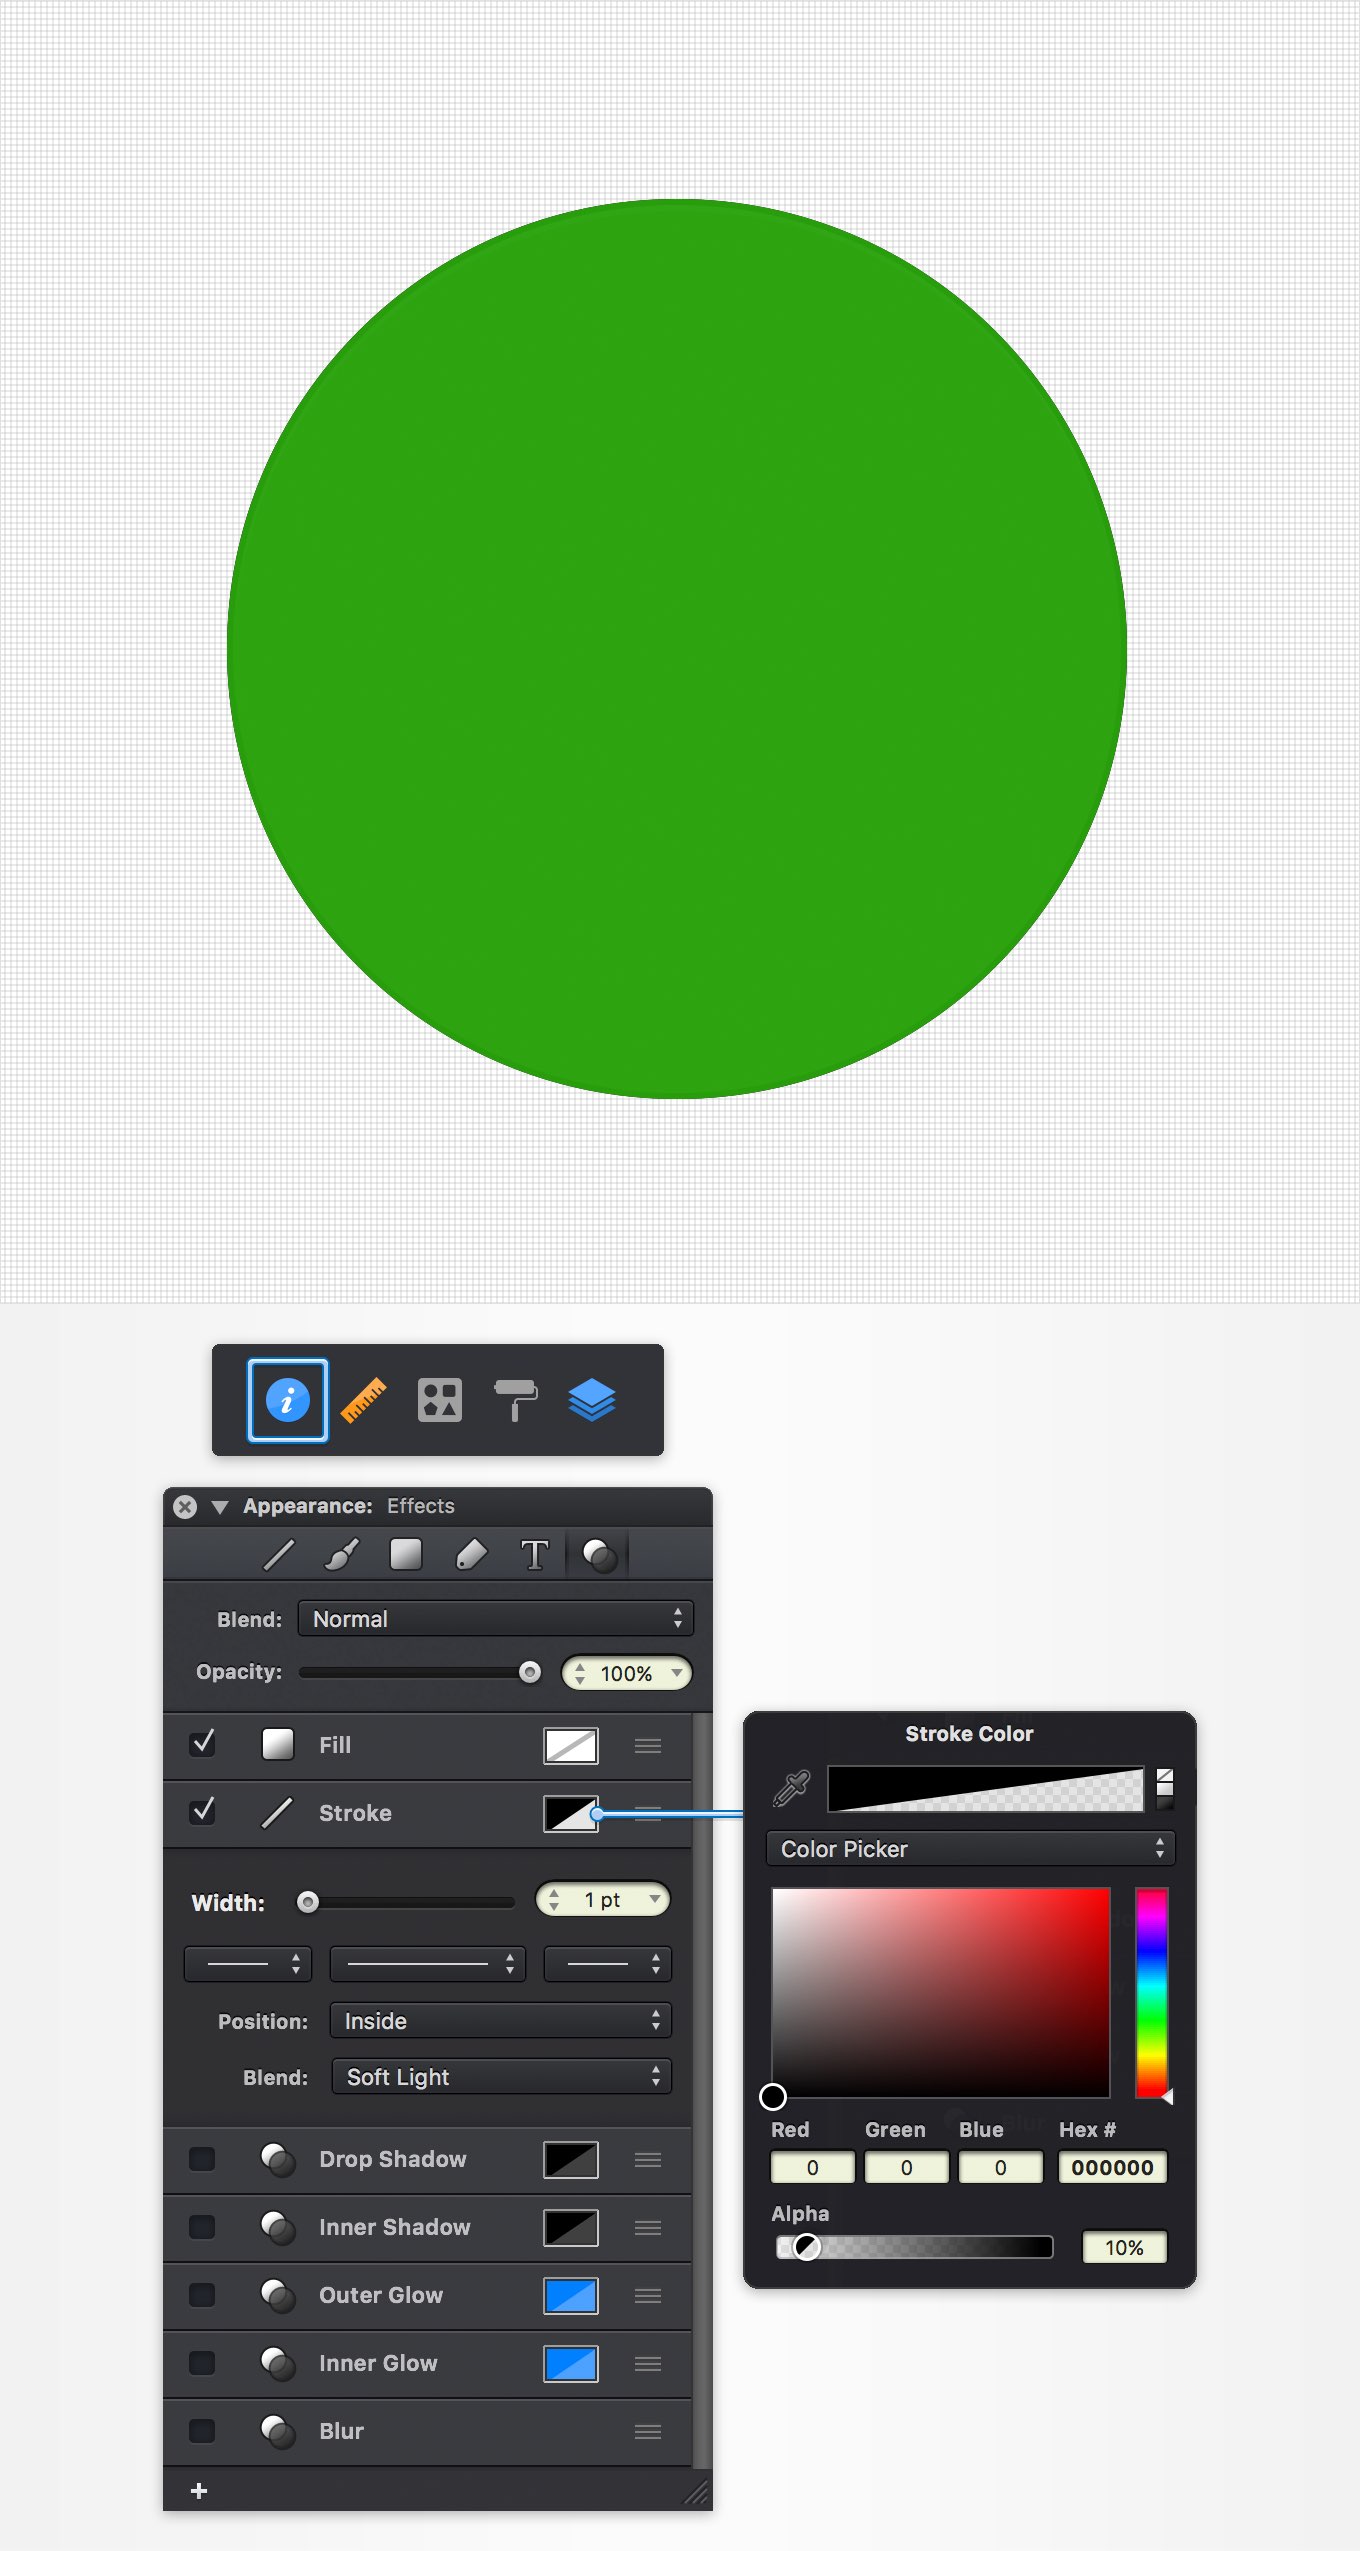 Appearance: Effects
T
Blend: Normal
Opacity: 100%
Fill
Stroke
Width: 1 pt
Position: Inside
Blend: Soft Light
Drop Shadow
Inner Shadow
Outer Glow
Inner Glow
Blur
+
Stroke Color
Color Picker
Red Green Blue Hex #
0 0 0 000000
Alpha
10%